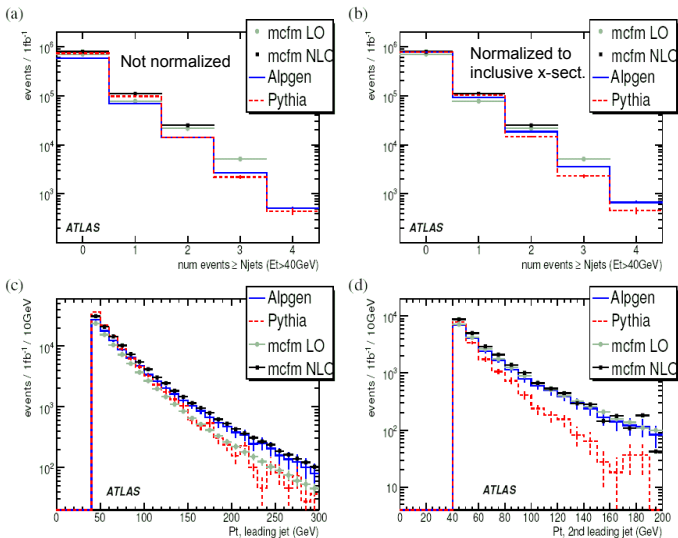 (a)
events / 1fb⁻¹
10⁶
10⁵
10⁴
10³
Not normalized
mcfm LO
mcfm NLO
Alpgen
Pythia
ATLAS
0 1 2 3 4
num events ≥ Njets (Et>40GeV)
(b)
events / 1fb⁻¹
10⁶
10⁵
10⁴
10³
Normalized to
inclusive x-sect.
mcfm LO
mcfm NLO
Alpgen
Pythia
ATLAS
0 1 2 3 4
num events ≥ Njets (Et>40GeV)
(c)
events / 1fb⁻¹ / 10GeV
10⁴
10³
10²
Alpgen
Pythia
mcfm LO
mcfm NLO
ATLAS
0 50 100 150 200 250 300
Pt, leading jet (GeV)
(d)
events / 1fb⁻¹ / 10GeV
10⁴
10³
10²
10
Alpgen
Pythia
mcfm LO
mcfm NLO
ATLAS
0 20 40 60 80 100 120 140 160 180 200
Pt, 2nd leading jet (GeV)